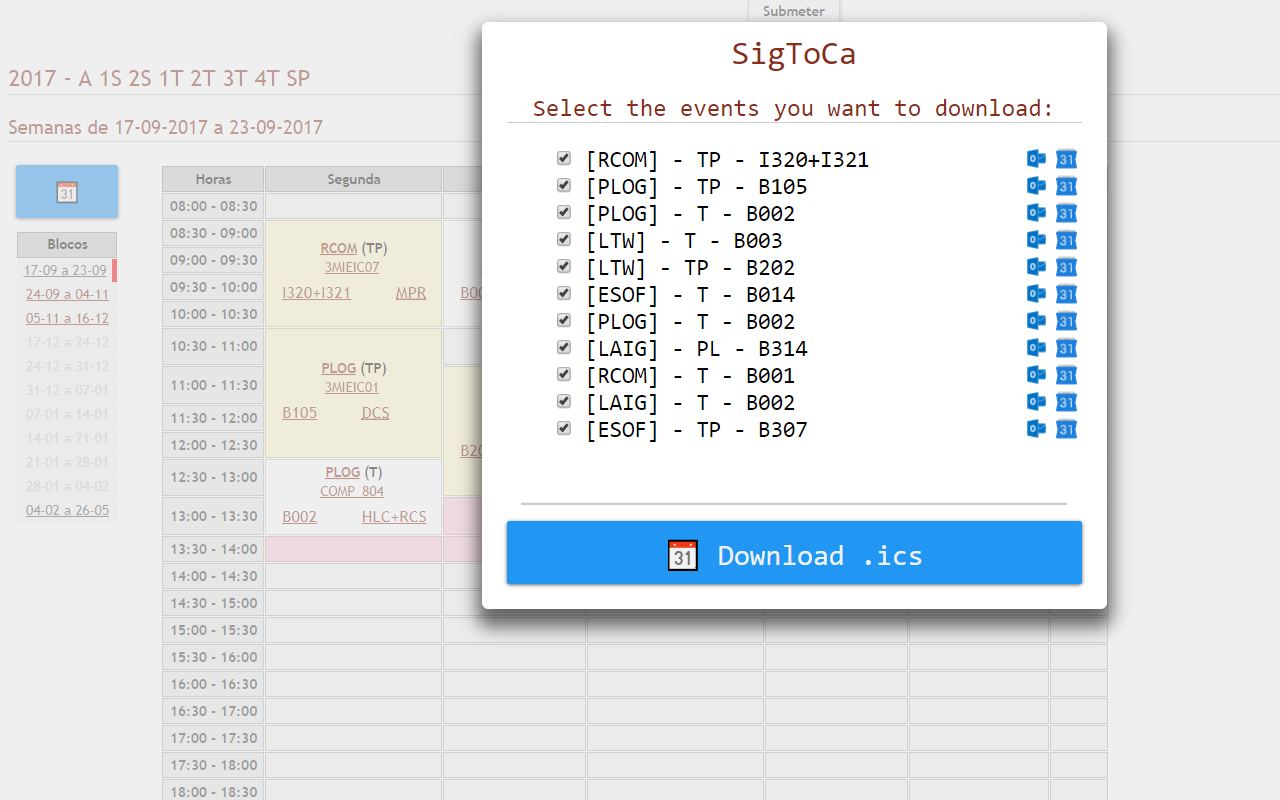 Submeter
SigToCa
2017 - A 1S 2S 1T 2T 3T 4T SP
Select the events you want to download:
Semanas de 17-09-2017 a 23-09-2017
[RCOM] - TP - I320+I321
[PLOG] - TP - B105
[PLOG] - T - B002
[LTW] - T - B003
[LTW] - TP - B202
[ESOF] - T - B014
[PLOG] - T - B002
[LAIG] - PL - B314
[RCOM] - T - B001
[LAIG] - T - B002
[ESOF] - TP - B307
31 Download .ics
31
Blocos
17-09 a 23-09
24-09 a 04-11
05-11 a 16-12
17-12 a 24-12
24-12 a 31-12
31-12 a 07-01
07-01 a 14-01
14-01 a 21-01
21-01 a 28-01
28-01 a 04-02
04-02 a 26-05
Horas Segunda
08:00 - 08:30
08:30 - 09:00
09:00 - 09:30
09:30 - 10:00
10:00 - 10:30
10:30 - 11:00
11:00 - 11:30
11:30 - 12:00
12:00 - 12:30
12:30 - 13:00
13:00 - 13:30
13:30 - 14:00
14:00 - 14:30
14:30 - 15:00
15:00 - 15:30
15:30 - 16:00
16:00 - 16:30
16:30 - 17:00
17:00 - 17:30
17:30 - 18:00
18:00 - 18:30
RCOM (TP)
3MIEIC07
I320+I321 MPR
PLOG (TP)
3MIEIC01
B105 DCS
PLOG (T)
COMP_804
B002 HLC+RCS